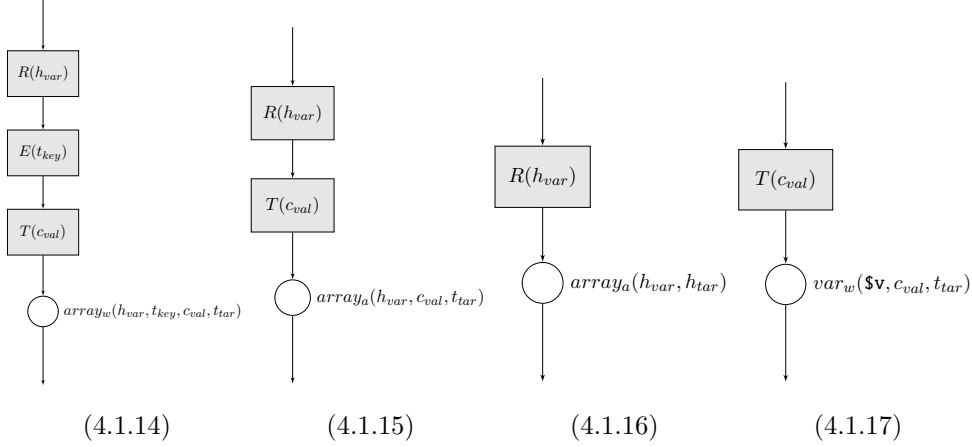 R(h_var)
E(t_key)
T(c_val)
array_w(h_var, t_key, c_val, t_tar)
(4.1.14)
R(h_var)
T(c_val)
array_a(h_var, c_val, t_tar)
(4.1.15)
R(h_var)
array_a(h_var, h_tar)
(4.1.16)
T(c_val)
var_w($v, c_val, t_tar)
(4.1.17)